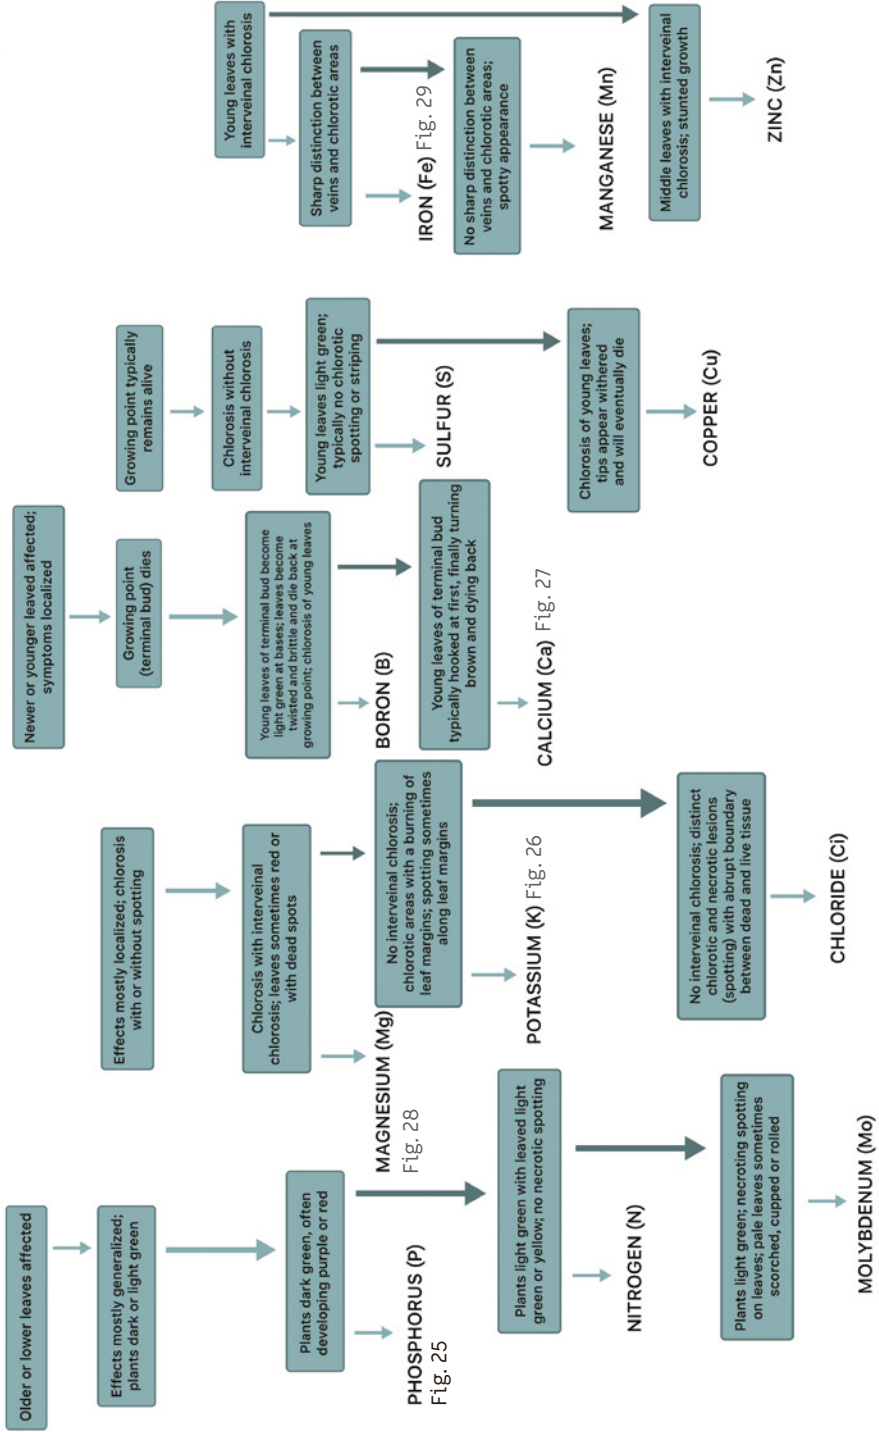 Older or lower leaves affected
Effects mostly generalized;
plants dark or light green
Plants dark green, often
developing purple or red
PHOSPHORUS (P)
Fig. 25
Plants light green with leaved light
green or yellow; no necrotic spotting
NITROGEN (N)
Plants light green; necroting spotting
on leaves; pale leaves sometimes
scorched, cupped or rolled
MOLYBDENUM (Mo)
Effects mostly localized; chlorosis
with or without spotting
Chlorosis with interveinal
chlorosis; leaves sometimes red or
with dead spots
MAGNESIUM (Mg)
Fig. 28
No interveinal chlorosis;
chlorotic areas with a burning of
leaf margins; spotting sometimes
along leaf margins
POTASSIUM (K) Fig. 26
No interveinal chlorosis; distinct
chlorotic and necrotic lesions
(spotting) with abrupt boundary
between dead and live tissue
CHLORIDE (Ci)
Newer or younger leaved affected;
symptoms localized
Growing point
(terminal bud) dies
Young leaves of terminal bud become
light green at bases; leaves become
twisted and brittle and die back at
growing point; chlorosis of young leaves
BORON (B)
Young leaves of terminal bud
typically hooked at first, finally turning
brown and dying back
CALCIUM (Ca) Fig. 27
Growing point typically
remains alive
Chlorosis without
interveinal chlorosis
Young leaves light green;
typically no chlorotic
spotting or striping
SULFUR (S)
Chlorosis of young leaves;
tips appear withered
and will eventually die
COPPER (Cu)
Young leaves with
interveinal chlorosis
Sharp distinction between
veins and chlorotic areas
IRON (Fe) Fig. 29
No sharp distinction between
veins and chlorotic areas;
spotty appearance
MANGANESE (Mn)
Middle leaves with interveinal
chlorosis; stunted growth
ZINC (Zn)